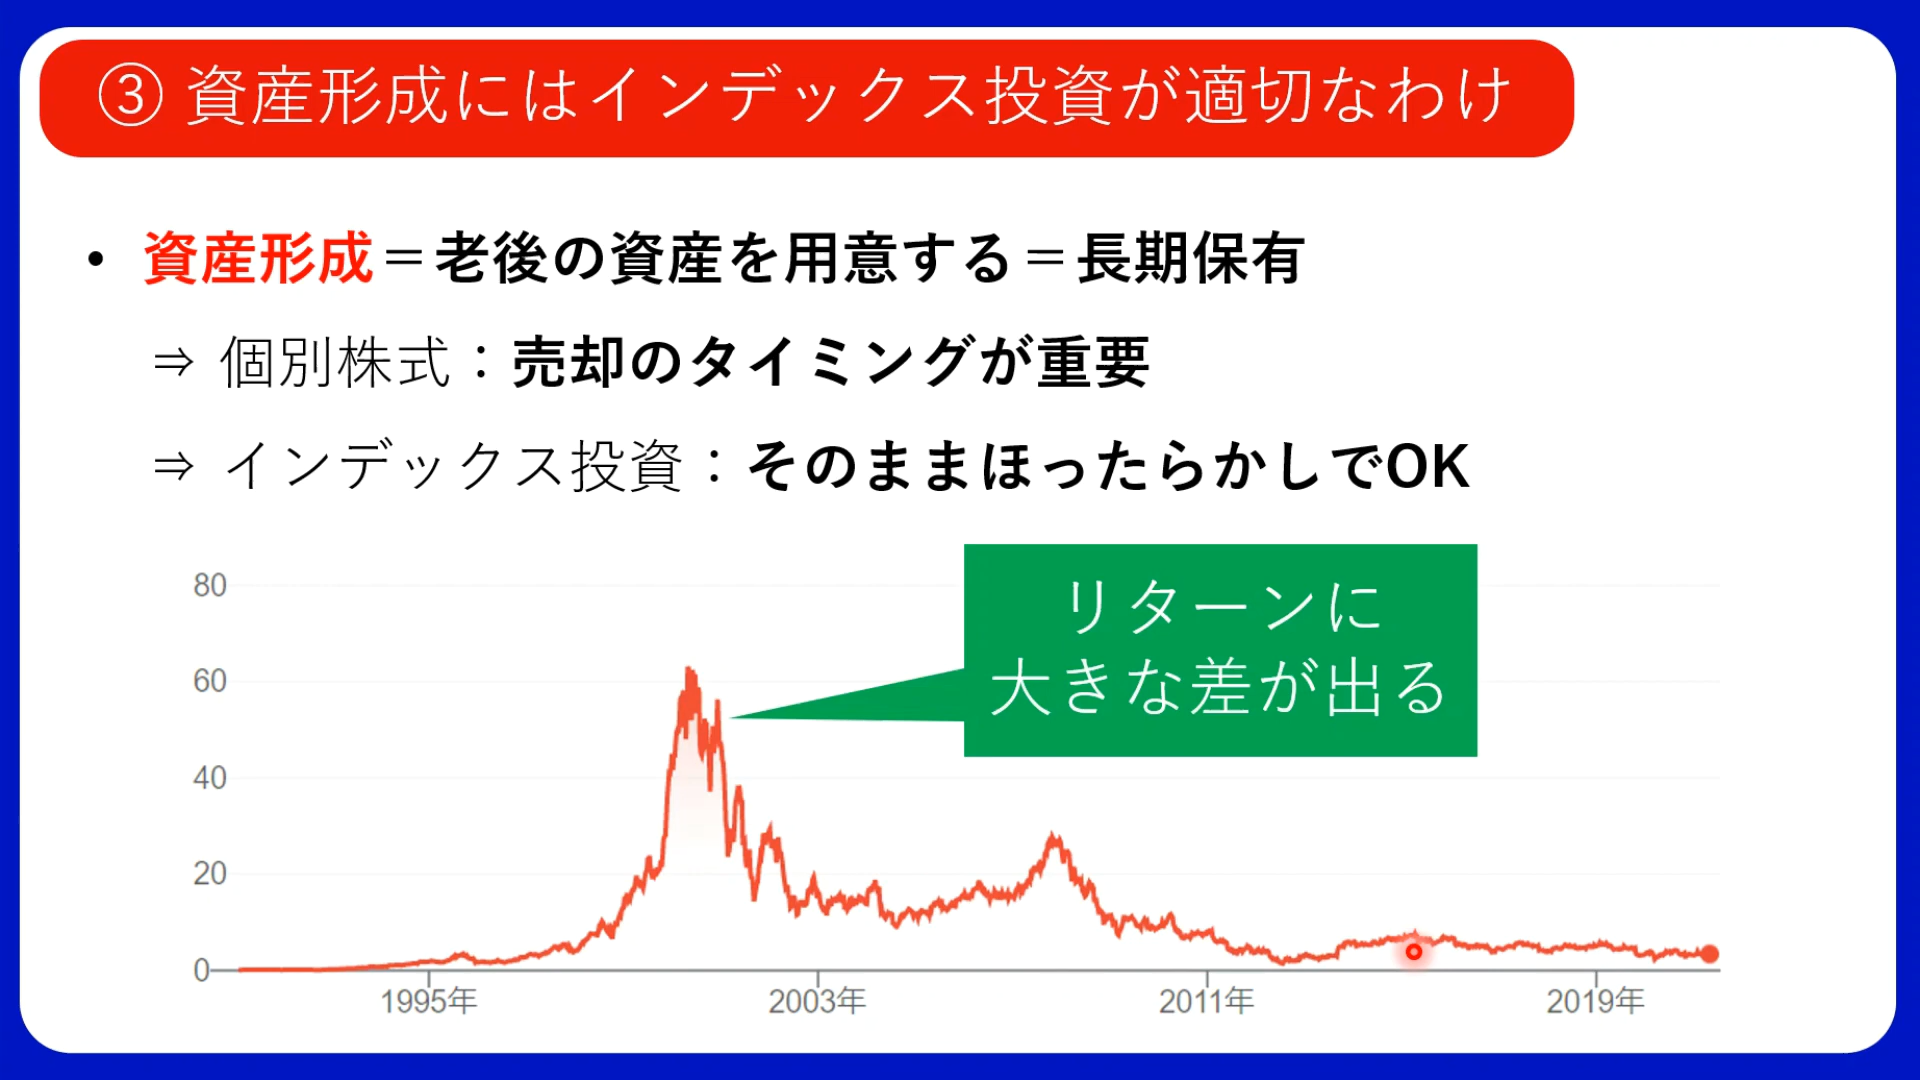 ③ 資産形成にはインデックス投資が適切なわけ
• 資産形成＝老後の資産を用意する＝長期保有
⇒ 個別株式：売却のタイミングが重要
⇒ インデックス投資：そのままほったらかしでOK
リターンに
大きな差が出る
80
60
40
20
0
1995年 2003年 2011年 2019年